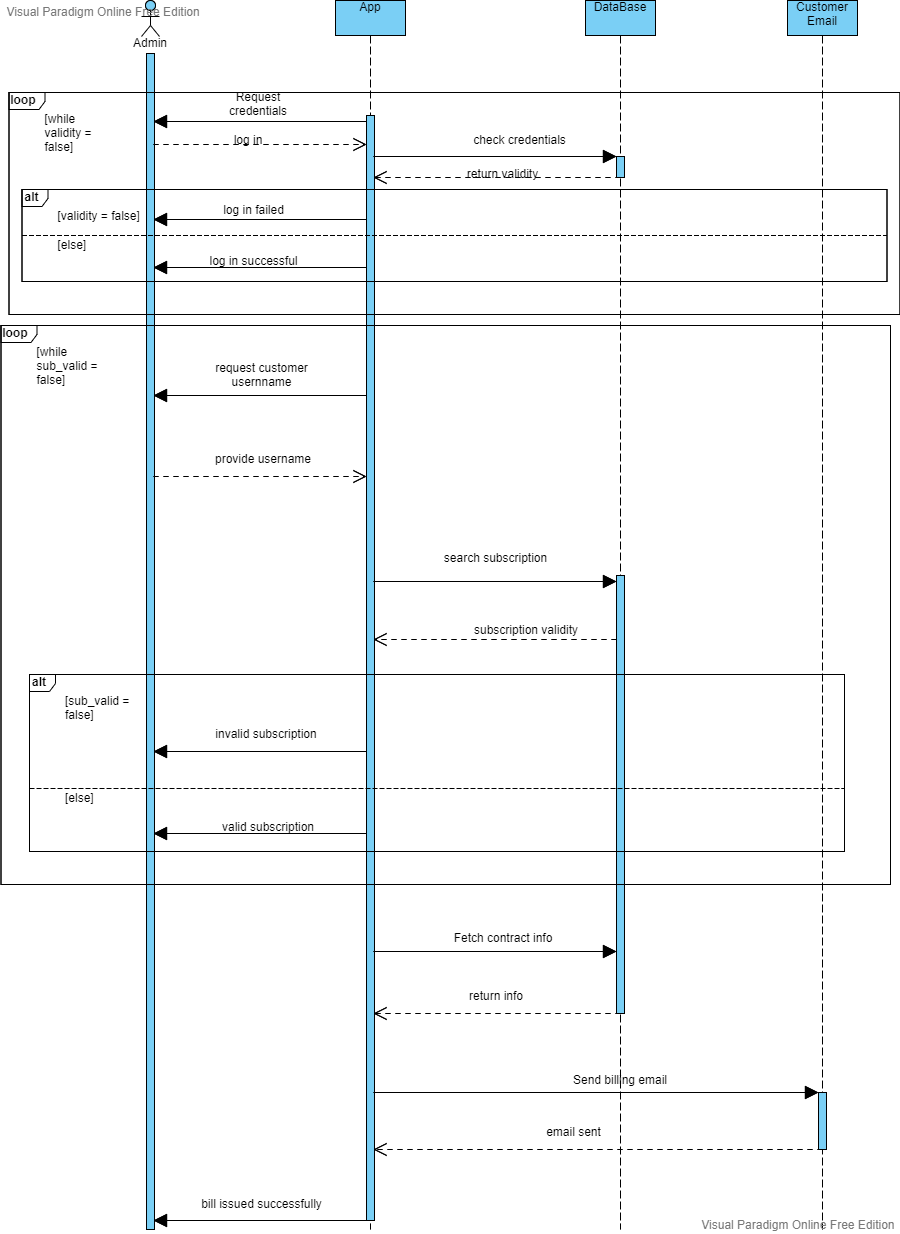 Visual Paradigm Online Free Edition
Admin
App
DataBase
Customer
Email
loop
[while
validity =
false]
Request
credentials
log in
check credentials
return validity
alt
[validity = false]
log in failed
[else]
log in successful
loop
[while
sub_valid =
false]
request customer
usernname
provide username
search subscription
subscription validity
alt
[sub_valid =
false]
invalid subscription
[else]
valid subscription
Fetch contract info
return info
Send billing email
email sent
bill issued successfully
Visual Paradigm Online Free Edition